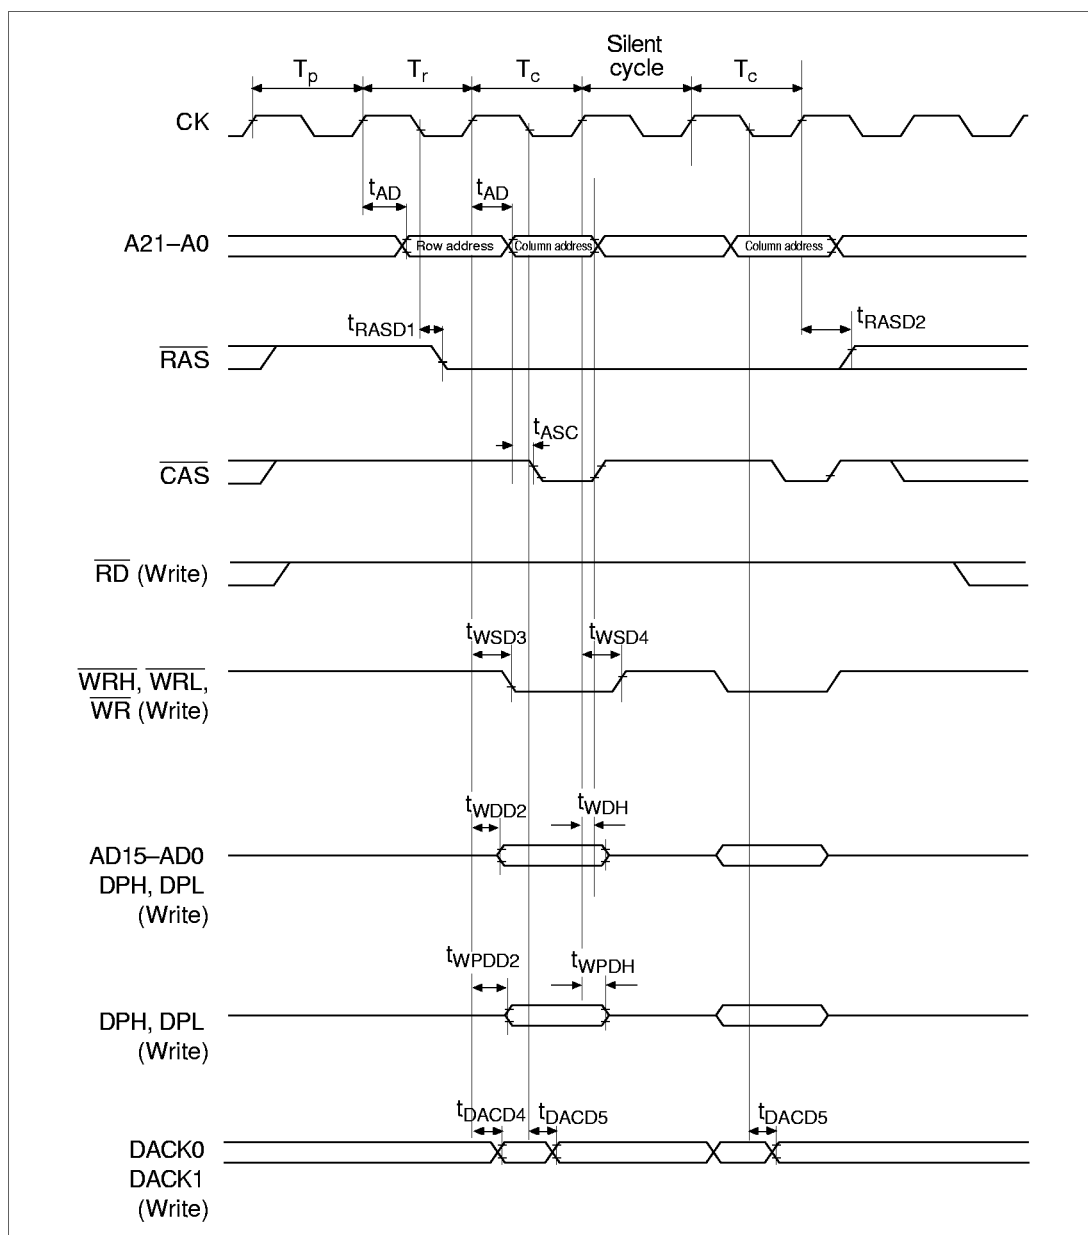 Silent
cycle
Tp Tr Tc Tc
CK
tAD tAD
A21–A0 Row address Column address Column address
tRASD1 tRASD2
RAS
tASC
CAS
RD (Write)
tWSD3 tWSD4
WRH, WRL,
WR (Write)
tWDD2 tWDH
AD15–AD0
DPH, DPL
(Write)
tWPDD2 tWPDH
DPH, DPL
(Write)
tDACD4 tDACD5 tDACD5
DACK0
DACK1
(Write)